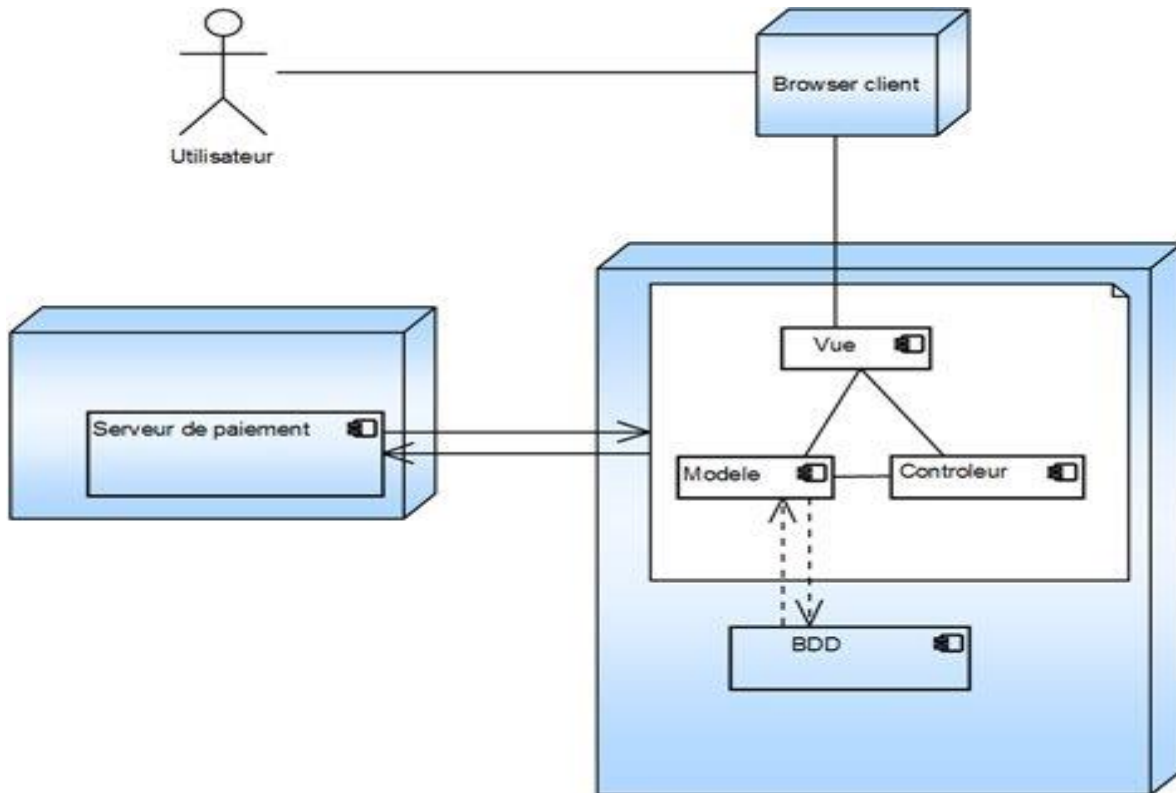 Browser client
Utilisateur
Vue
Serveur de paiement
Modele
Controleur
BDD